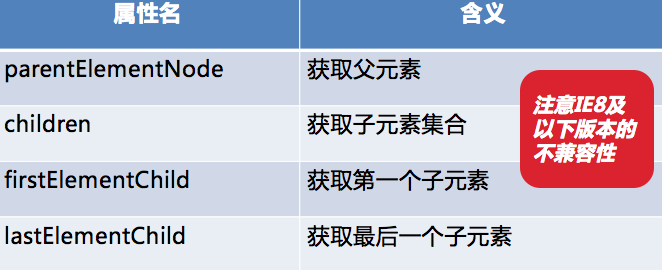 属性名 含义
parentElementNode 获取父元素
children 获取子元素集合
firstElementChild 获取第一个子元素
lastElementChild 获取最后一个子元素
注意IE8及
以下版本的
不兼容性